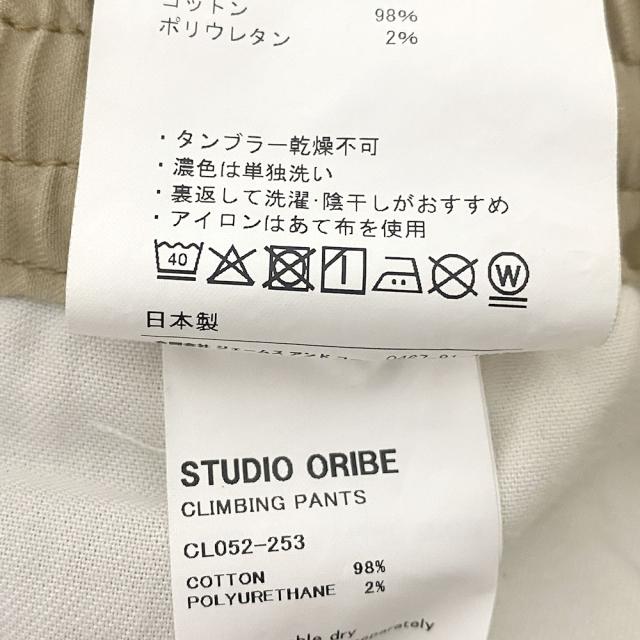 コットン 98%
ポリウレタン 2%
・タンブラー乾燥不可
・濃色は単独洗い
・裏返して洗濯・陰干しがおすすめ
・アイロンはあて布を使用
40 W
日本製
STUDIO ORIBE
CLIMBING PANTS
CL052-253
COTTON 98%
POLYURETHANE 2%
dry
separately